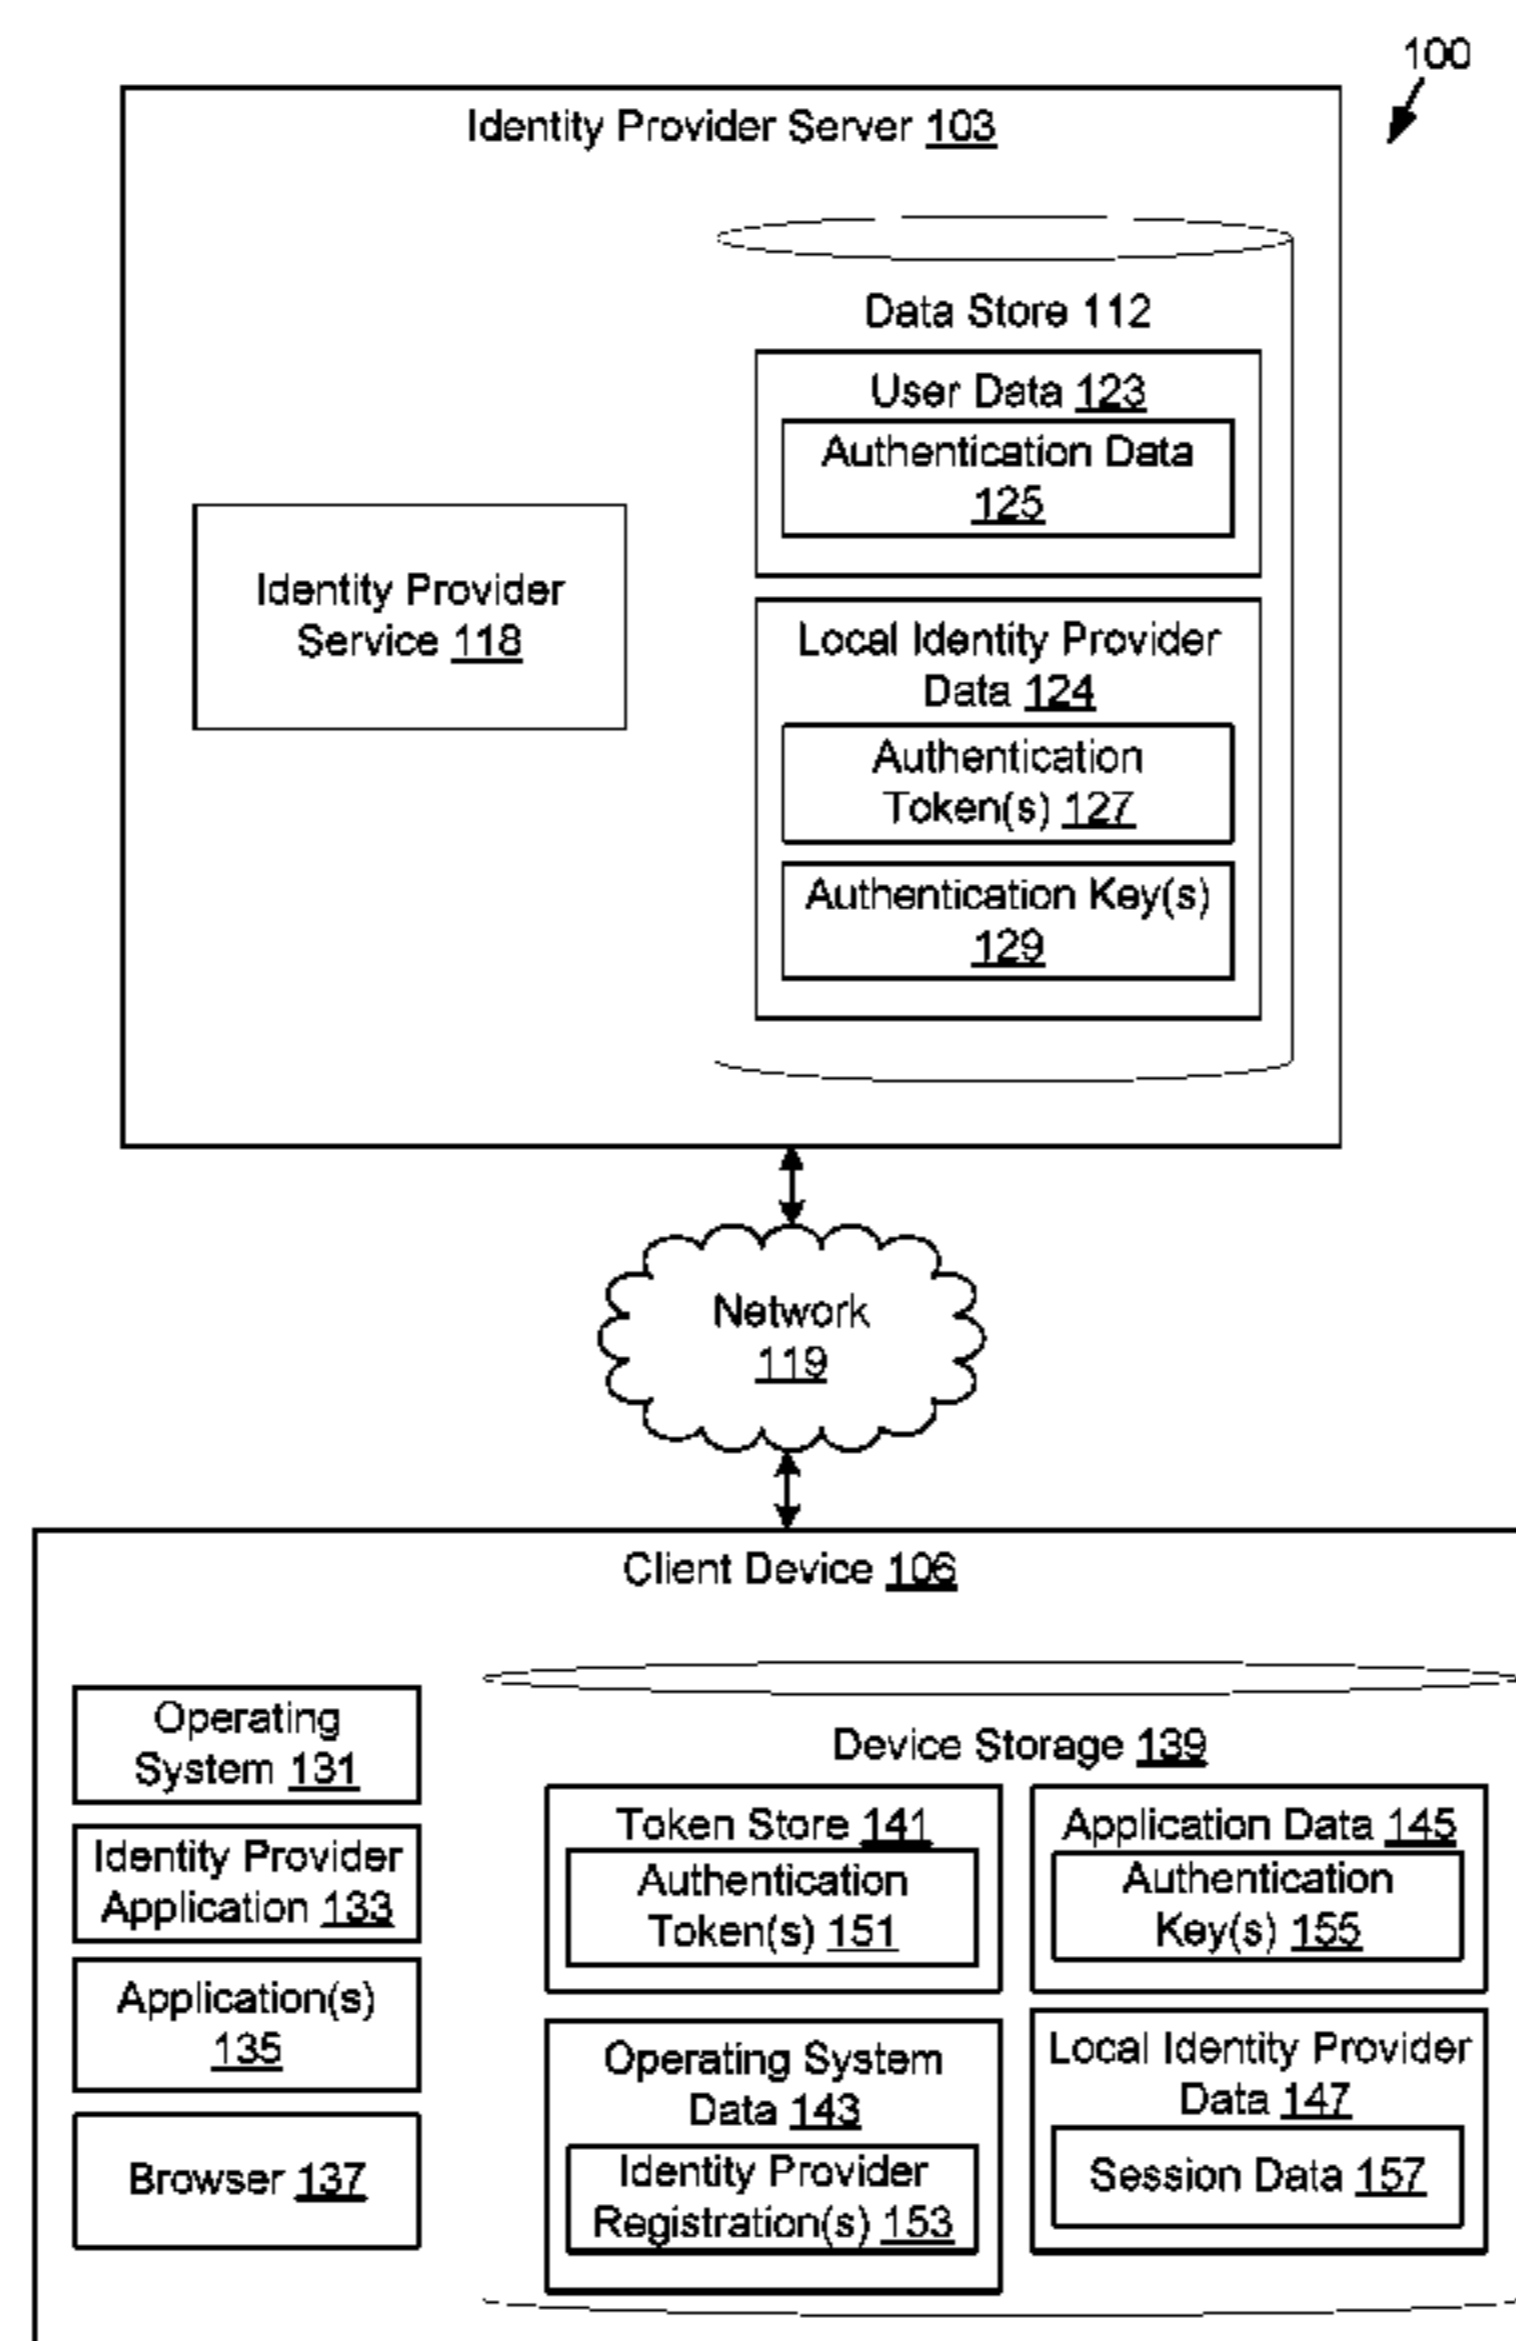 100
Identity Provider Server 103
Data Store 112
User Data 123
Authentication Data
125
Identity Provider
Service 118
Local Identity Provider
Data 124
Authentication
Token(s) 127
Authentication Key(s)
129
Network
119
Client Device 106
Operating
System 131
Identity Provider
Application 133
Application(s)
135
Browser 137
Device Storage 139
Token Store 141
Authentication
Token(s) 151
Application Data 145
Authentication
Key(s) 155
Operating System
Data 143
Identity Provider
Registration(s) 153
Local Identity Provider
Data 147
Session Data 157